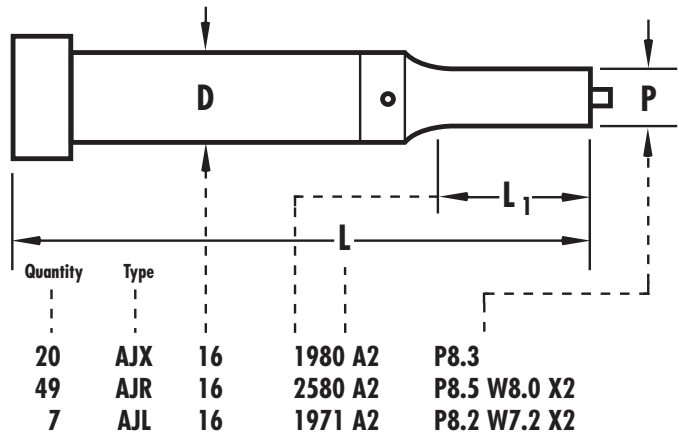 D
P
L1
L
Quantity Type
20 AJX 16 1980 A2 P8.3
49 AJR 16 2580 A2 P8.5 W8.0 X2
7 AJL 16 1971 A2 P8.2 W7.2 X2